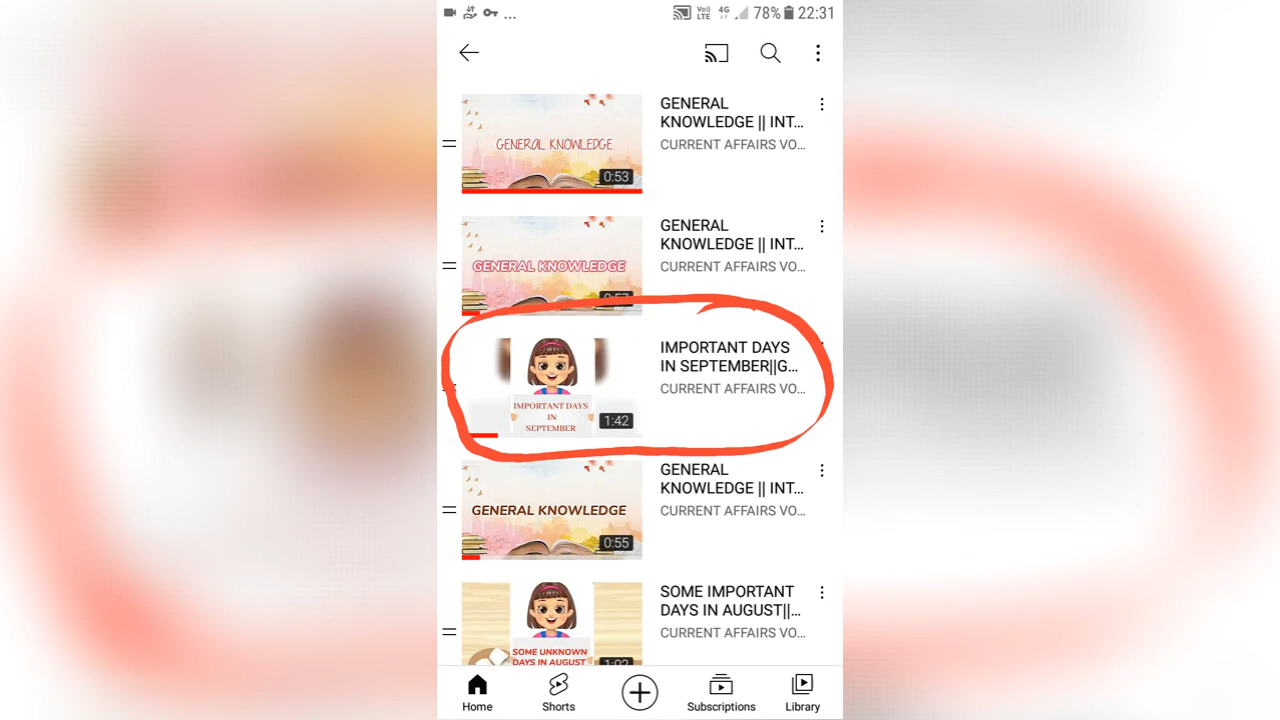 ...
VoLTE 4G 78% 22:31
GENERAL KNOWLEDGE
0:53
GENERAL
KNOWLEDGE || INT...
CURRENT AFFAIRS VO...
GENERAL KNOWLEDGE
GENERAL
KNOWLEDGE || INT...
CURRENT AFFAIRS VO...
IMPORTANT DAYS
IN
SEPTEMBER
1:42
IMPORTANT DAYS
IN SEPTEMBER||G...
CURRENT AFFAIRS VO...
GENERAL KNOWLEDGE
0:55
GENERAL
KNOWLEDGE || INT...
CURRENT AFFAIRS VO...
SOME UNKNOWN
DAYS IN AUGUST
SOME IMPORTANT
DAYS IN AUGUST||...
CURRENT AFFAIRS VO...
Home
Shorts
Subscriptions
Library